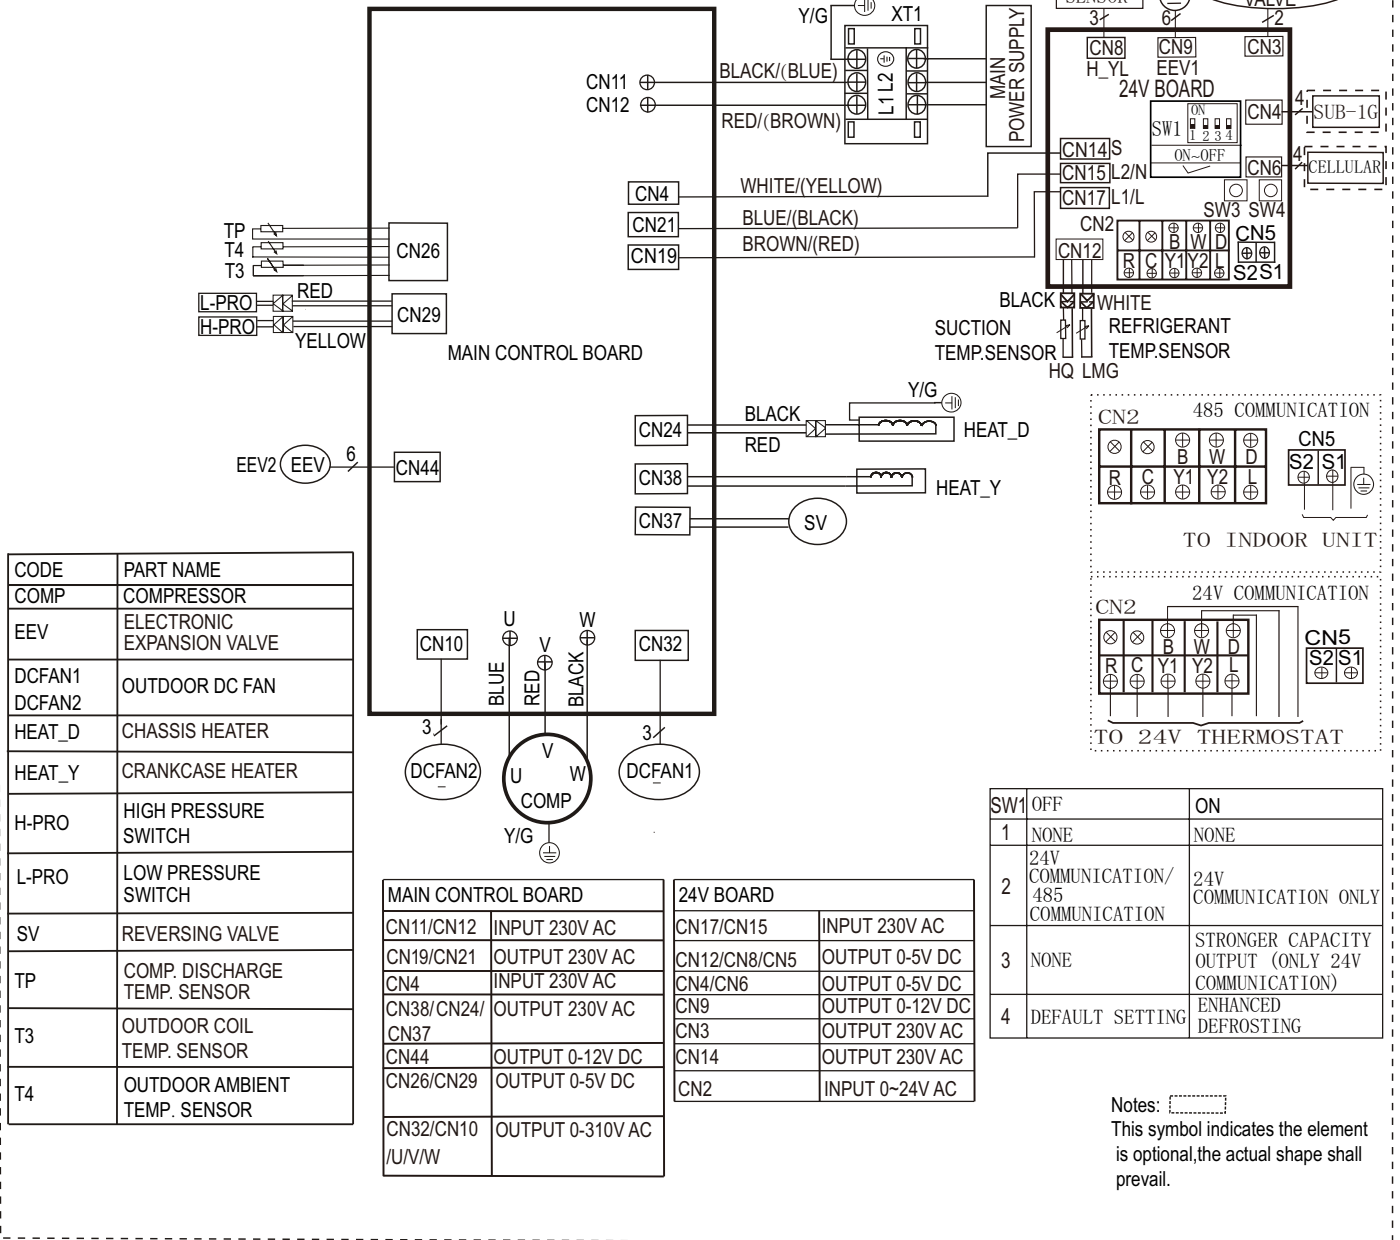 Y/G
XT1
SENSOR
VALVE
3
6
2
MAIN
POWER SUPPLY
L1 L2
CN11
CN12
BLACK/(BLUE)
RED/(BROWN)
CN8
H_YL
CN9
EEV1
CN3
24V BOARD
SW1
ON
1 2 3 4
ON~OFF
CN4
4
SUB-1G
CN6
4
CELLULAR
SW3 SW4
CN14 S
CN15 L2/N
CN17 L1/L
CN2
B W D
R C Y1 Y2 L
CN5
S2 S1
CN12
BLACK
WHITE
SUCTION
TEMP.SENSOR
REFRIGERANT
TEMP.SENSOR
HQ LMG
CN4
WHITE/(YELLOW)
CN21
BLUE/(BLACK)
CN19
BROWN/(RED)
TP
T4
T3
CN26
L-PRO
RED
H-PRO
YELLOW
CN29
MAIN CONTROL BOARD
EEV2
EEV
6
CN44
CN24
BLACK
RED
Y/G
HEAT_D
CN38
HEAT_Y
CN37
SV
CN10
U
V
W
CN32
BLUE
RED
BLACK
3
3
DCFAN2
U
V
W
COMP
DCFAN1
Y/G
CN2
485 COMMUNICATION
B W D
R C Y1 Y2 L
CN5
S2 S1
TO INDOOR UNIT
24V COMMUNICATION
CN2
B W D
R C Y1 Y2 L
CN5
S2 S1
TO 24V THERMOSTAT
CODE PART NAME
COMP COMPRESSOR
EEV ELECTRONIC
EXPANSION VALVE
DCFAN1
DCFAN2
OUTDOOR DC FAN
HEAT_D CHASSIS HEATER
HEAT_Y CRANKCASE HEATER
H-PRO HIGH PRESSURE
SWITCH
L-PRO LOW PRESSURE
SWITCH
SV REVERSING VALVE
TP COMP. DISCHARGE
TEMP. SENSOR
T3 OUTDOOR COIL
TEMP. SENSOR
T4 OUTDOOR AMBIENT
TEMP. SENSOR
MAIN CONTROL BOARD
CN11/CN12 INPUT 230V AC
CN19/CN21 OUTPUT 230V AC
CN4 INPUT 230V AC
CN38/CN24/ OUTPUT 230V AC
CN37
CN44 OUTPUT 0-12V DC
CN26/CN29 OUTPUT 0-5V DC
CN32/CN10 OUTPUT 0-310V AC
/U/V/W
24V BOARD
CN17/CN15 INPUT 230V AC
CN12/CN8/CN5 OUTPUT 0-5V DC
CN4/CN6 OUTPUT 0-5V DC
CN9 OUTPUT 0-12V DC
CN3 OUTPUT 230V AC
CN14 OUTPUT 230V AC
CN2 INPUT 0~24V AC
SW1 OFF ON
1 NONE NONE
2
24V
COMMUNICATION/
485
COMMUNICATION
24V
COMMUNICATION ONLY
3 NONE
STRONGER CAPACITY
OUTPUT (ONLY 24V
COMMUNICATION)
4 DEFAULT SETTING
ENHANCED
DEFROSTING
Notes:
This symbol indicates the element
is optional,the actual shape shall
prevail.